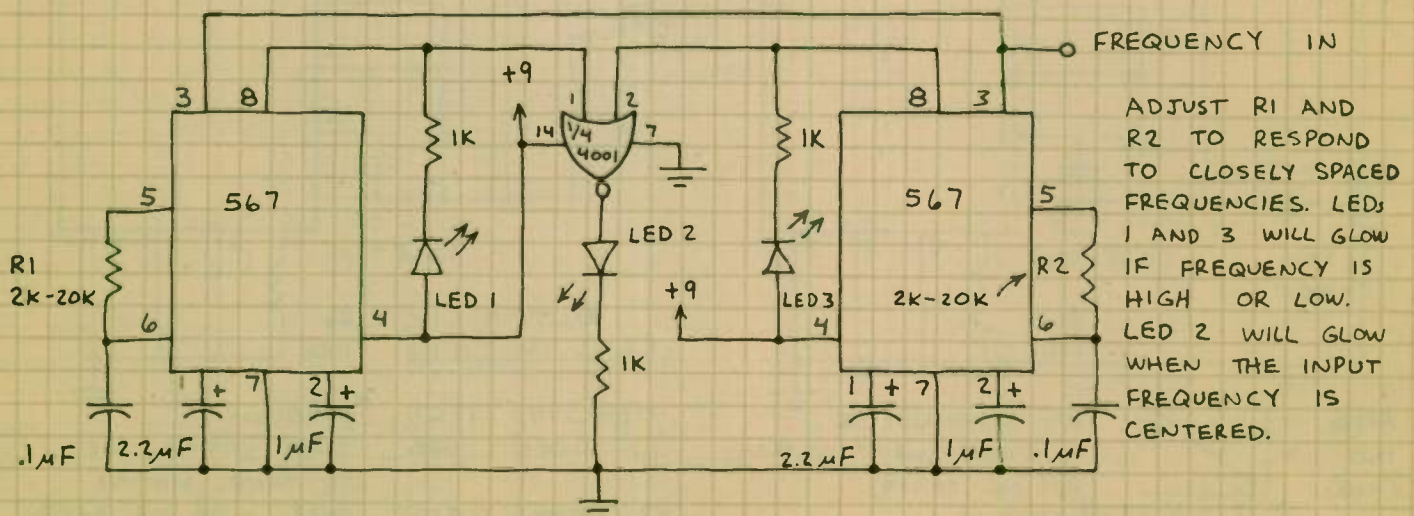 FREQUENCY IN
3 8
+9
1 2
8 3
14 1/4 7
4001
1K
1K
ADJUST R1 AND
R2 TO RESPOND
TO CLOSELY SPACED
FREQUENCIES. LEDs
1 AND 3 WILL GLOW
IF FREQUENCY IS
HIGH OR LOW.
LED 2 WILL GLOW
WHEN THE INPUT
FREQUENCY IS
CENTERED.
5
567
567
5
LED 2
R1
2K-20K
LED 1
+9
LED3
2K-20K
R2
6
4
4
6
1K
1 + 7 2 +
1 + 7 2 +
.1µF 2.2µF 1µF
2.2µF 1µF .1µF